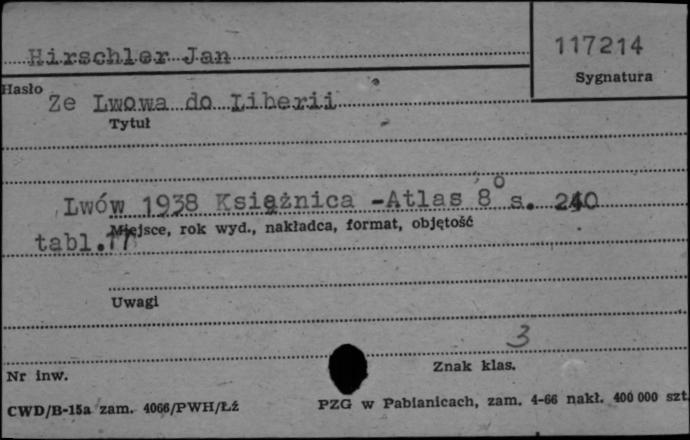 Hirschler Jan
117214
Sygnatura
Hasło
Ze Lwowa do Liberii
Tytuł
Lwów 1938 Książnica -Atlas 8° s. 240
Miejsce, rok wyd., nakładca, format, objętość
tabl. 17
Uwagi
3
Nr inw.
Znak klas.
CWD/B-15a zam. 4066/PWH/Łź
PZG w Pabianicach, zam. 4-66 nakł. 400 000 szt.